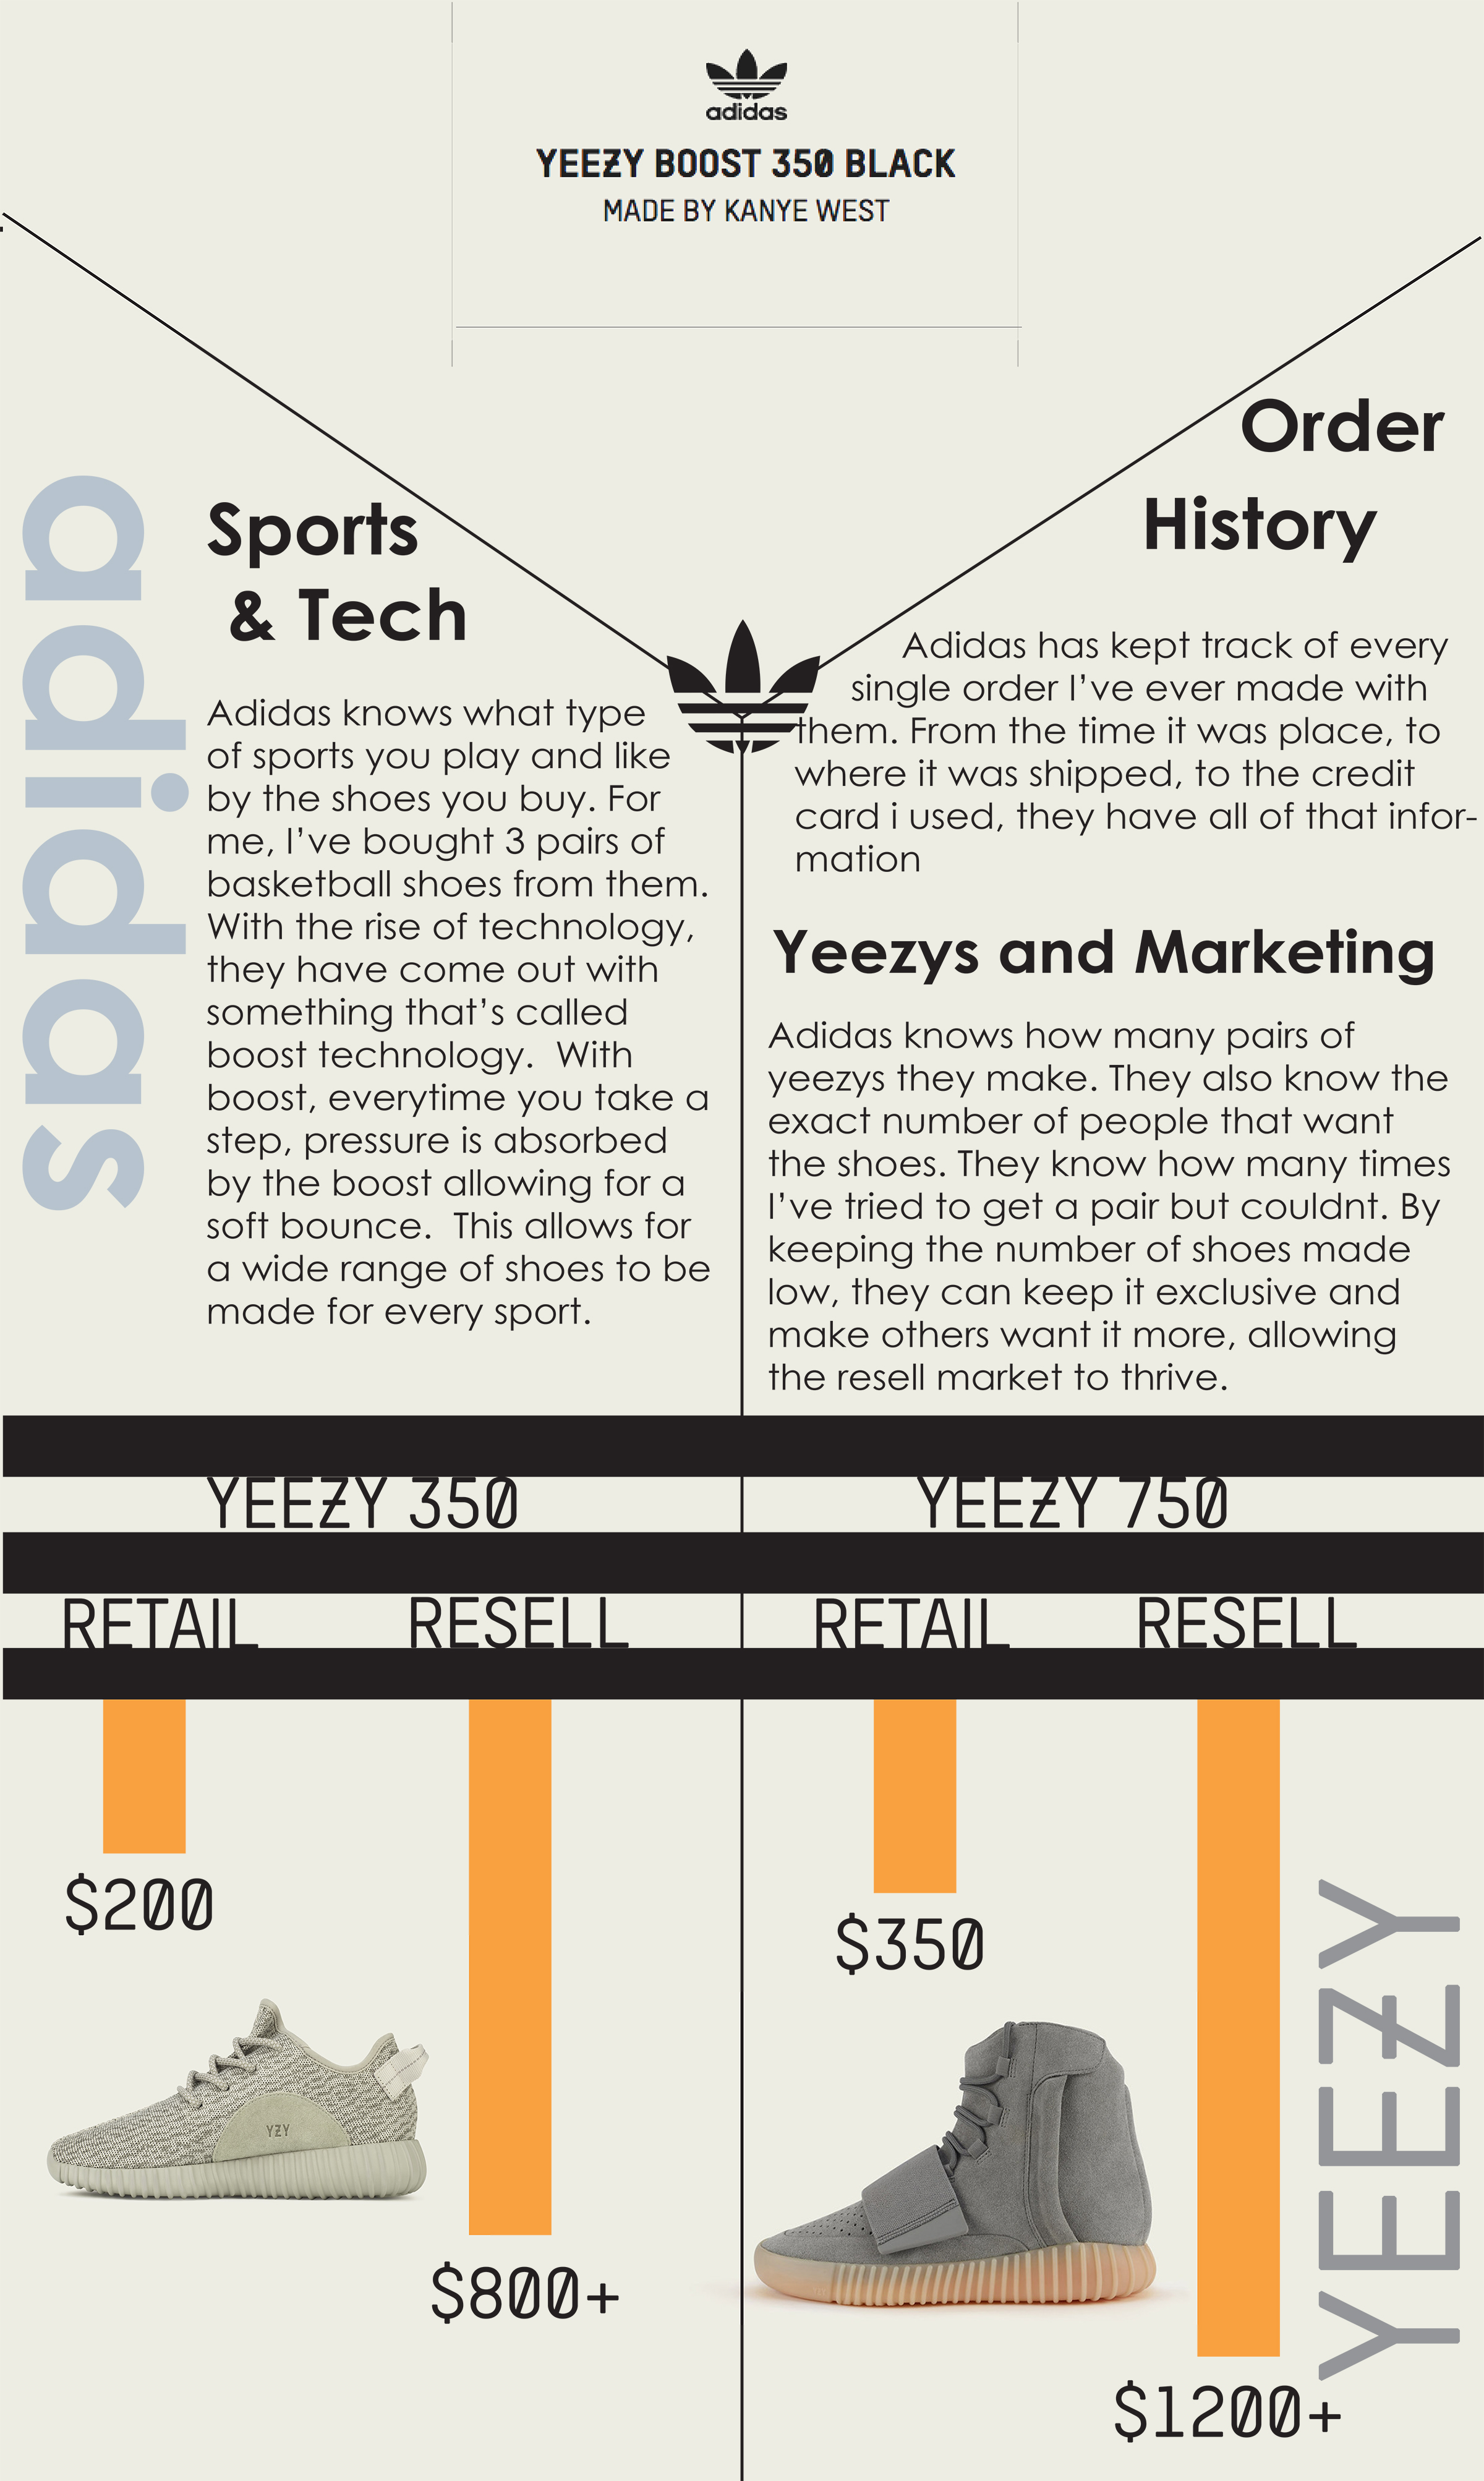 adidas
YEEZY BOOST 350 BLACK
MADE BY KANYE WEST
adidas
Sports
& Tech
Adidas knows what type
of sports you play and like
by the shoes you buy. For
me, I've bought 3 pairs of
basketball shoes from them.
With the rise of technology,
they have come out with
something that's called
boost technology.  With
boost, everytime you take a
step, pressure is absorbed
by the boost allowing for a
soft bounce.  This allows for
a wide range of shoes to be
made for every sport.
Order
History
Adidas has kept track of every
single order I've ever made with
them. From the time it was place, to
where it was shipped, to the credit
card i used, they have all of that infor-
mation
Yeezys and Marketing
Adidas knows how many pairs of
yeezys they make. They also know the
exact number of people that want
the shoes. They know how many times
I've tried to get a pair but couldnt. By
keeping the number of shoes made
low, they can keep it exclusive and
make others want it more, allowing
the resell market to thrive.
YEEZY 350
YEEZY 750
RETAIL
RESELL
RETAIL
RESELL
$200
$350
YZY
$800+
YEEZY
$1200+